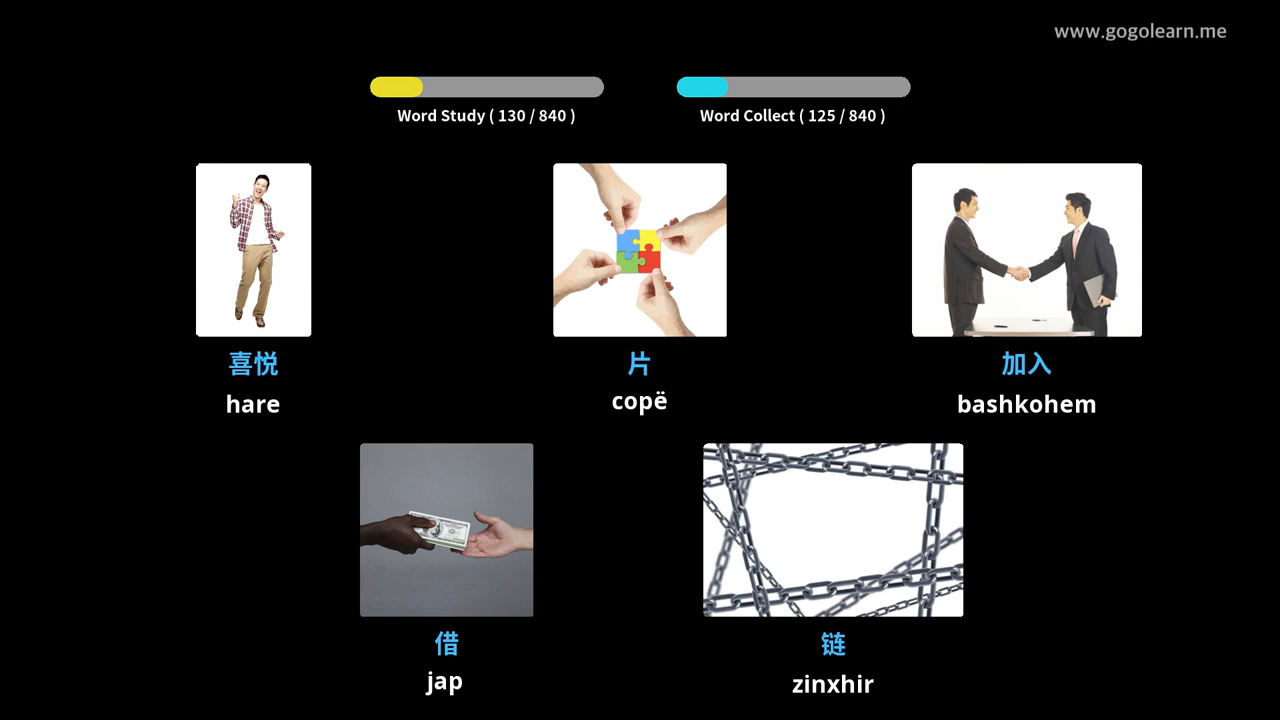 www.gogolearn.me
Word Study ( 130 / 840 )
Word Collect ( 125 / 840 )
喜悦
hare
片
copë
加入
bashkohem
借
jap
链
zinxhir